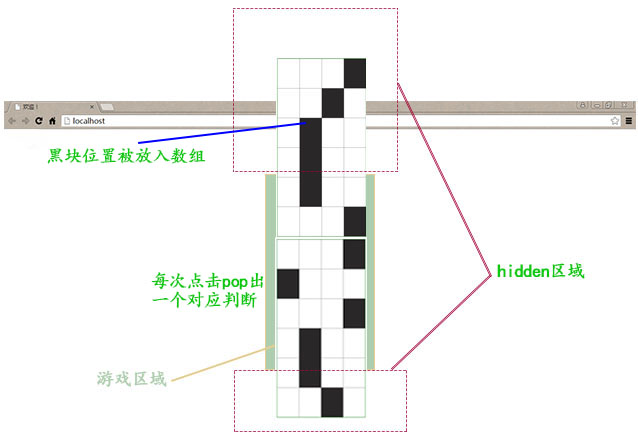 欢迎！
localhost
黑块位置被放入数组
每次点击pop出
一个对应判断
hidden区域
游戏区域